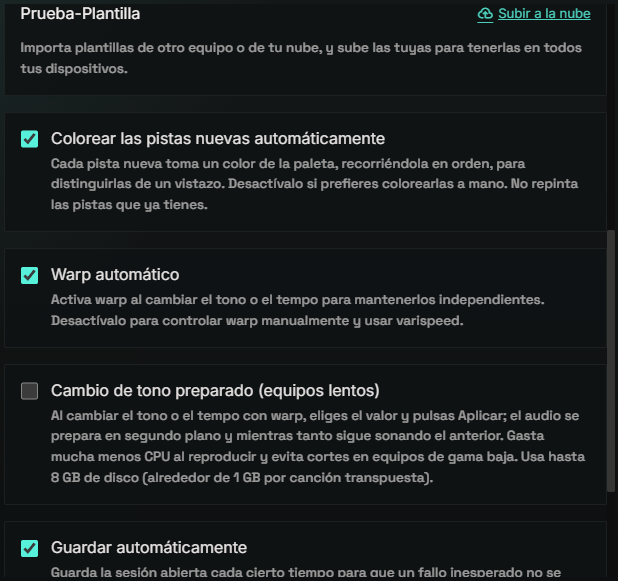 Prueba-Plantilla
Subir a la nube
Importa plantillas de otro equipo o de tu nube, y sube las tuyas para tenerlas en todos
tus dispositivos.
Colorear las pistas nuevas automáticamente
Cada pista nueva toma un color de la paleta, recorriéndola en orden, para
distinguirlas de un vistazo. Desactívalo si prefieres colorearlas a mano. No repinta
las pistas que ya tienes.
Warp automático
Activa warp al cambiar el tono o el tempo para mantenerlos independientes.
Desactívalo para controlar warp manualmente y usar varispeed.
Cambio de tono preparado (equipos lentos)
Al cambiar el tono o el tempo con warp, eliges el valor y pulsas Aplicar; el audio se
prepara en segundo plano y mientras tanto sigue sonando el anterior. Gasta
mucha menos CPU al reproducir y evita cortes en equipos de gama baja. Usa hasta
8 GB de disco (alrededor de 1 GB por canción transpuesta).
Guardar automáticamente
Guarda la sesión abierta cada cierto tiempo para que un fallo inesperado no se